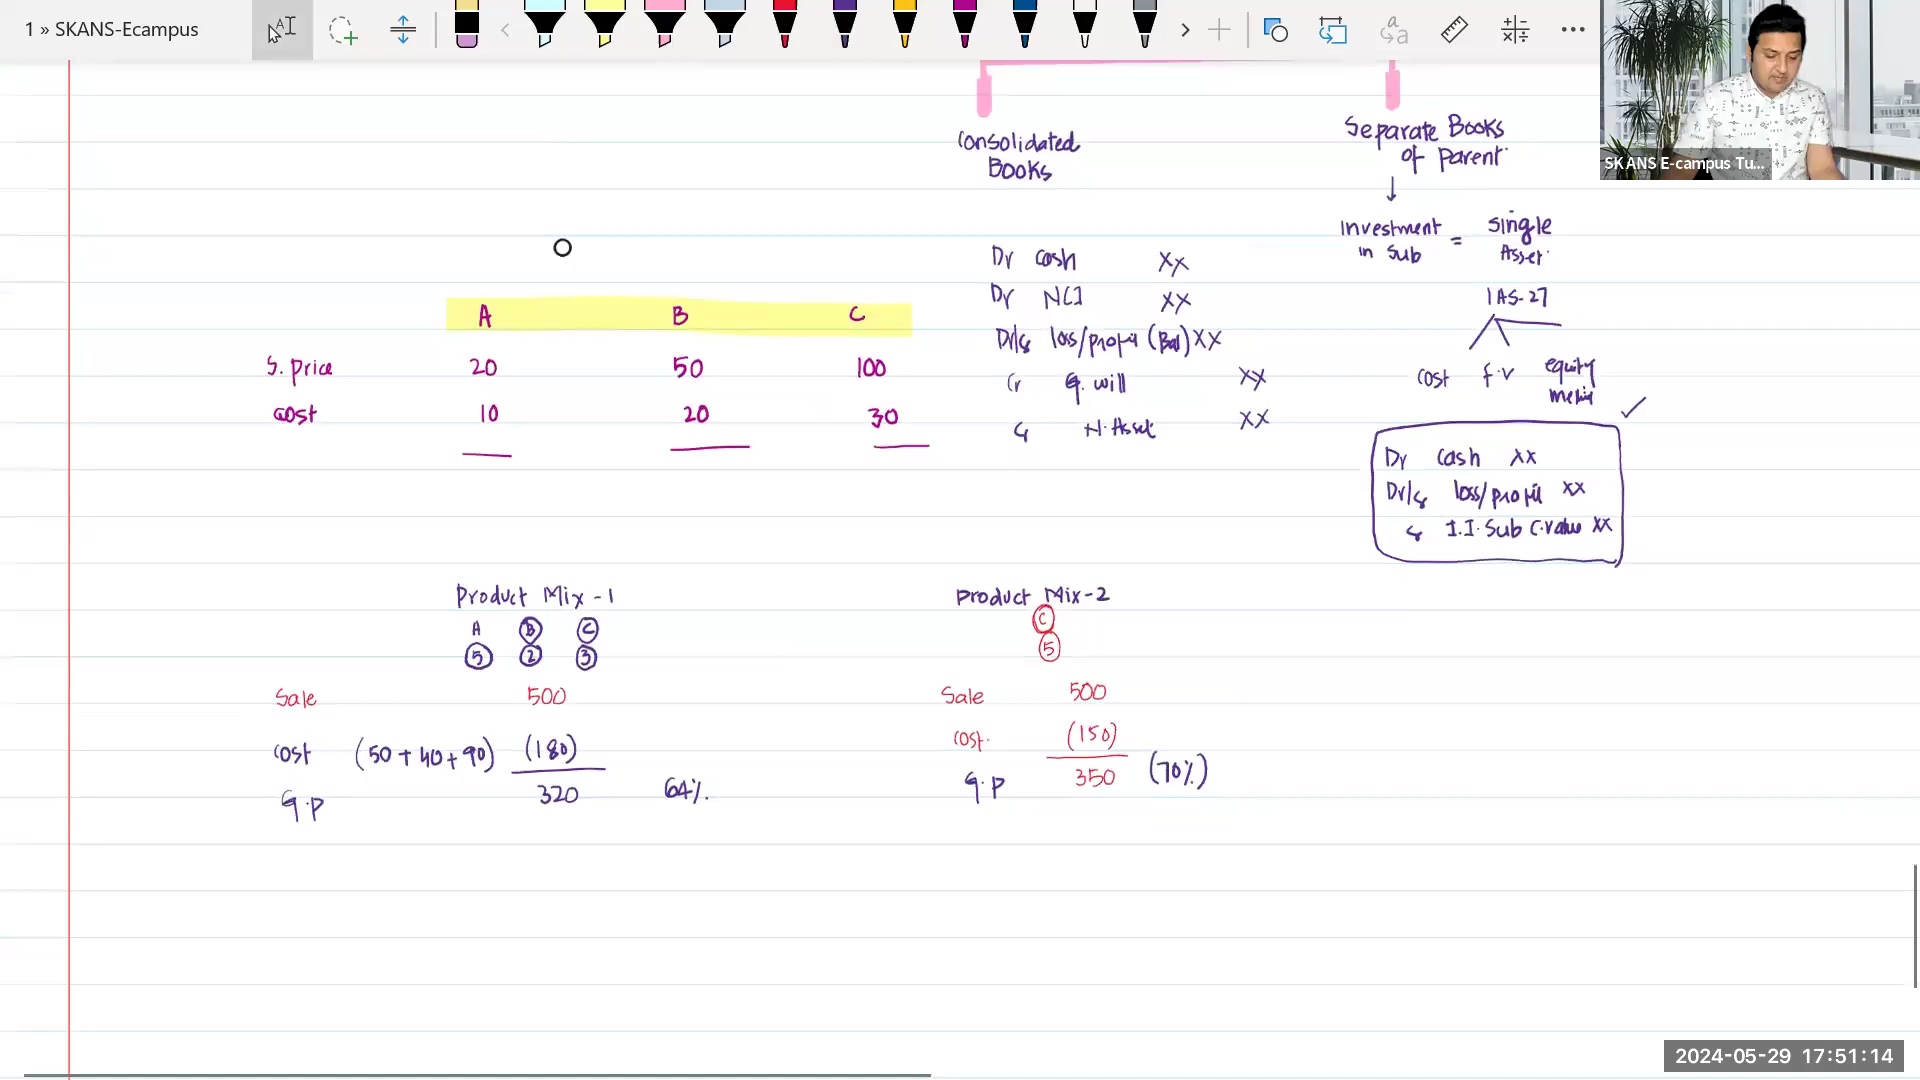 1 » SKANS-Ecampus
SKANS E-campus Tu...
Consolidated
Books
Separate Books
of parent
Investment
in Sub = Single
Asset
IAS-27
cost f.v equity
Dr cash xx
Dr NCI xx
Dr/Cr loss/profit (Bal) xx
Cr G.will xx
Cr N.Asset xx
Dr cash xx
Dr/Cr loss/profit xx
Cr I.I.Sub C.value xx
A B C
S.price 20 50 100
cost 10 20 30
Product Mix-1
A B C
5 2 3
Sale 500
cost (50+40+90) (180)
G.P 320 64%.
Product Mix-2
C
5
Sale 500
cost. (150)
G.P 350 (70%)
2024-05-29 17:51:14